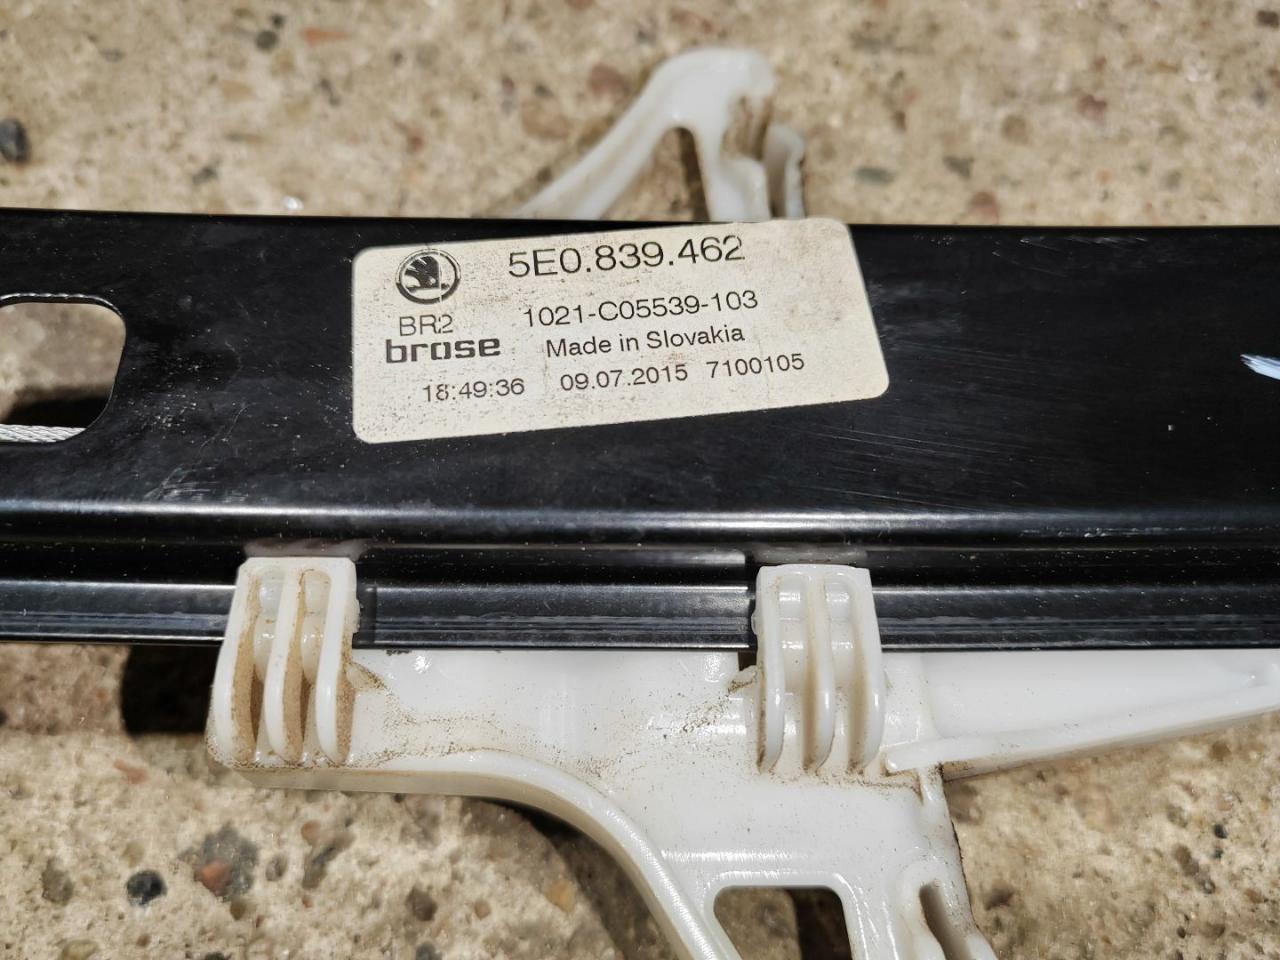 5E0.839.462
BR2 1021-C05539-103
brose Made in Slovakia
18:49:36 09.07.2015 7100105